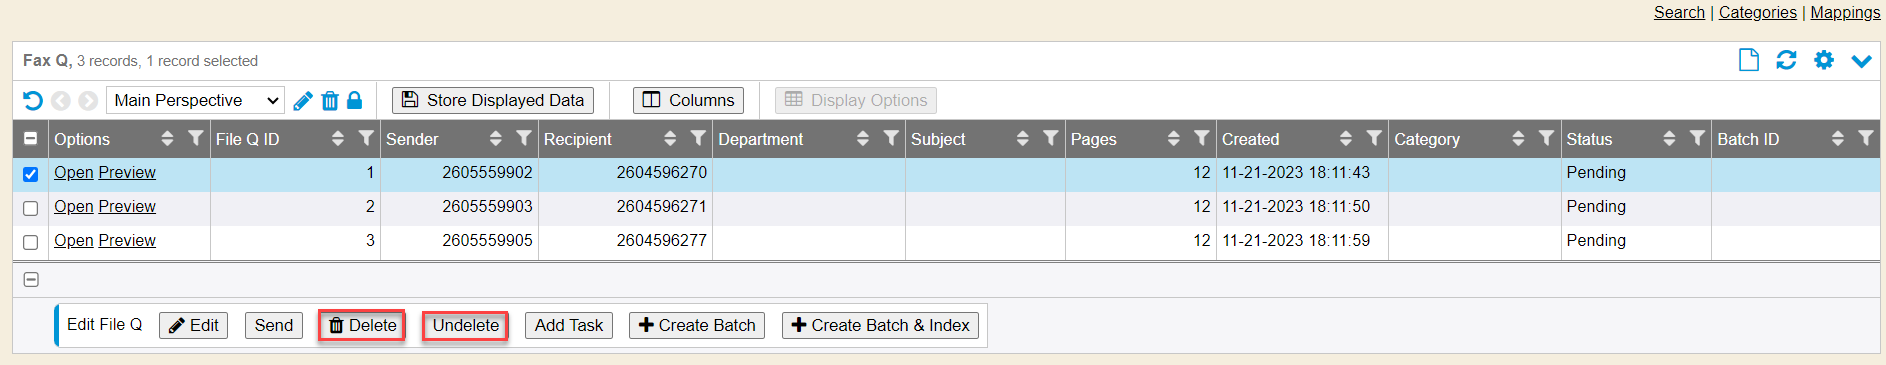 Search | Categories | Mappings
Fax Q, 3 records, 1 record selected
Main Perspective Store Displayed Data Columns Display Options
Options File Q ID Sender Recipient Department Subject Pages Created Category Status Batch ID
Open Preview 1 2605559902 2604596270 12 11-21-2023 18:11:43 Pending
Open Preview 2 2605559903 2604596271 12 11-21-2023 18:11:50 Pending
Open Preview 3 2605559905 2604596277 12 11-21-2023 18:11:59 Pending
Edit File Q Edit Send Delete Undelete Add Task Create Batch Create Batch & Index